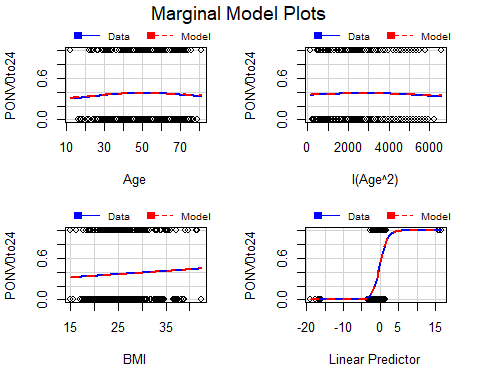 Marginal Model Plots
Data Model
PONV0to24
0.0 0.6
10 30 50 70
Age
Data Model
PONV0to24
0.0 0.6
0 2000 4000 6000
I(Age^2)
Data Model
PONV0to24
0.0 0.6
15 25 35
BMI
Data Model
PONV0to24
0.0 0.6
-20 -5 0 5 15
Linear Predictor